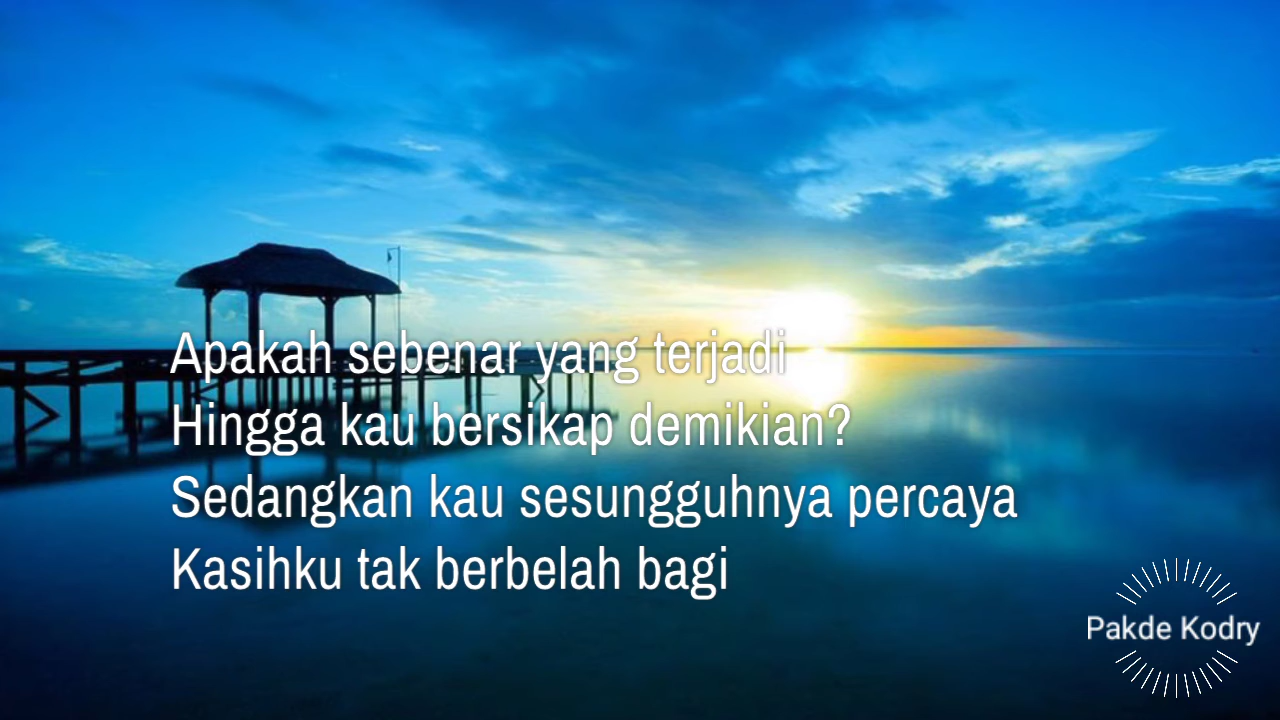 Apakah sebenar yang terjadi
Hingga kau bersikap demikian?
Sedangkan kau sesungguhnya percaya
Kasihku tak berbelah bagi
Pakde Kodry